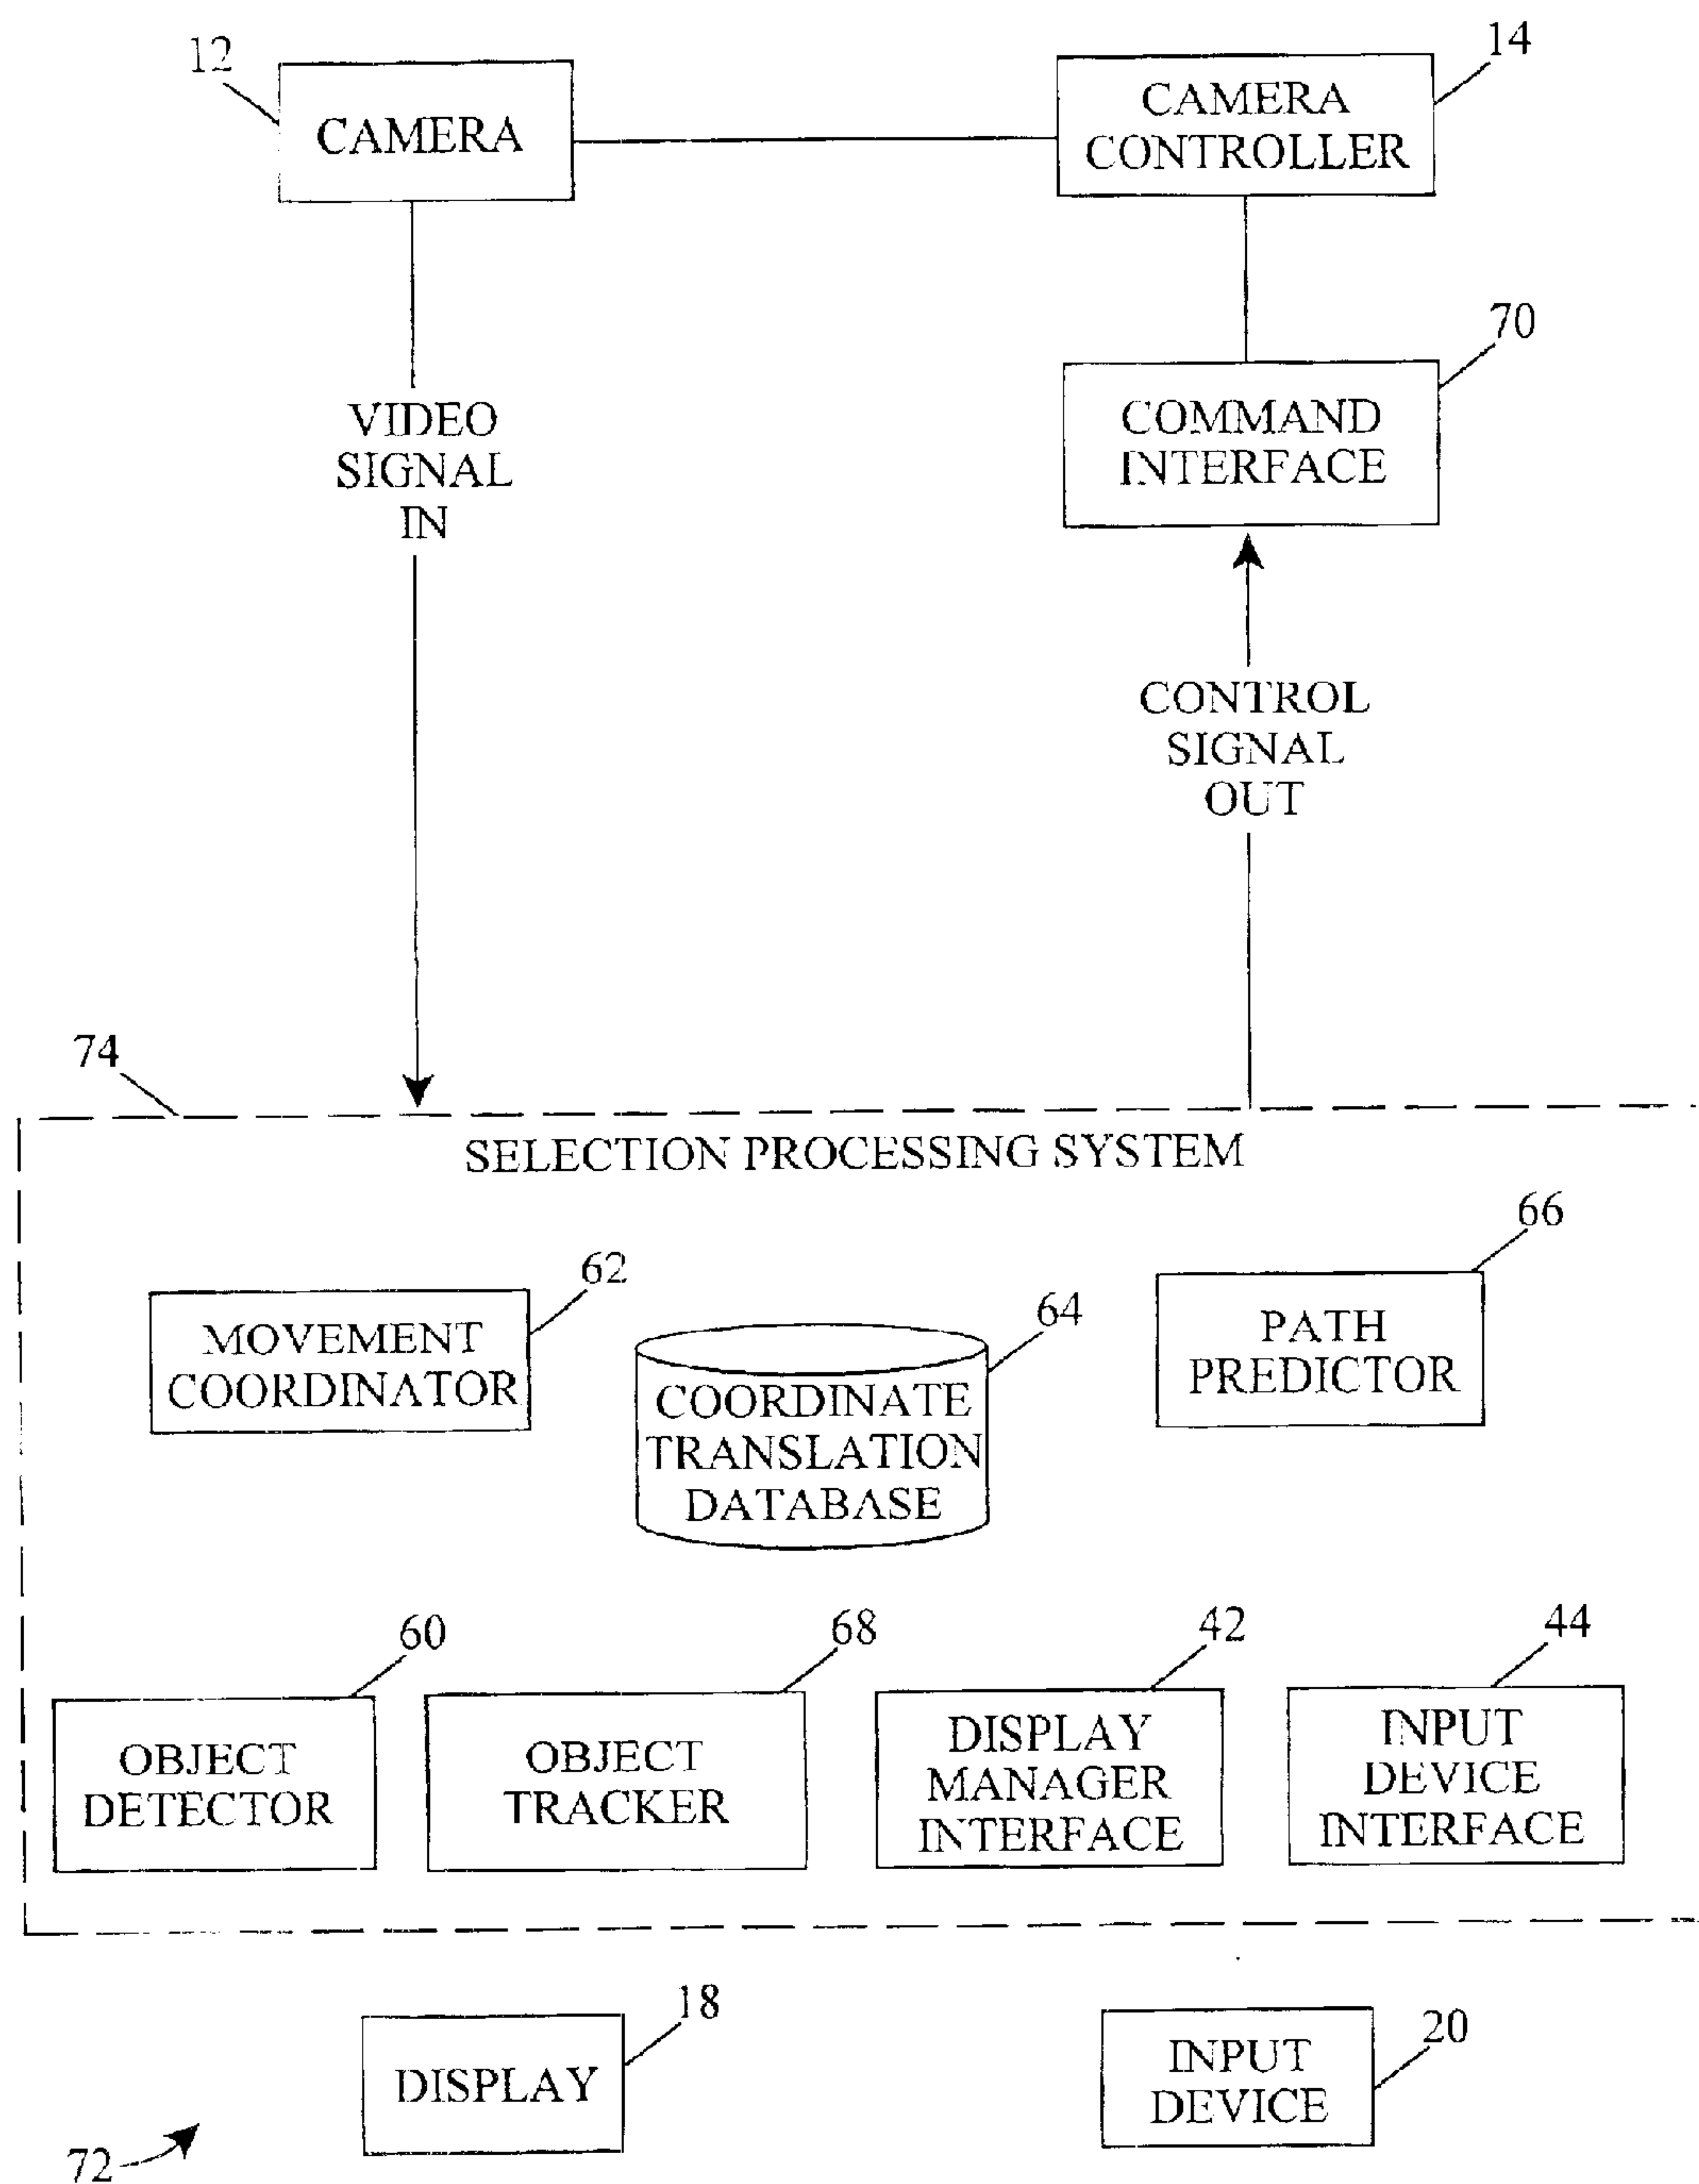 12
CAMERA
14
CAMERA
CONTROLLER
70
COMMAND
INTERFACE
VIDEO
SIGNAL
IN
CONTROL
SIGNAL
OUT
74
SELECTION PROCESSING SYSTEM
62
MOVEMENT
COORDINATOR
64
COORDINATE
TRANSLATION
DATABASE
66
PATH
PREDICTOR
60
OBJECT
DETECTOR
68
OBJECT
TRACKER
42
DISPLAY
MANAGER
INTERFACE
44
INPUT
DEVICE
INTERFACE
18
DISPLAY
20
INPUT
DEVICE
72